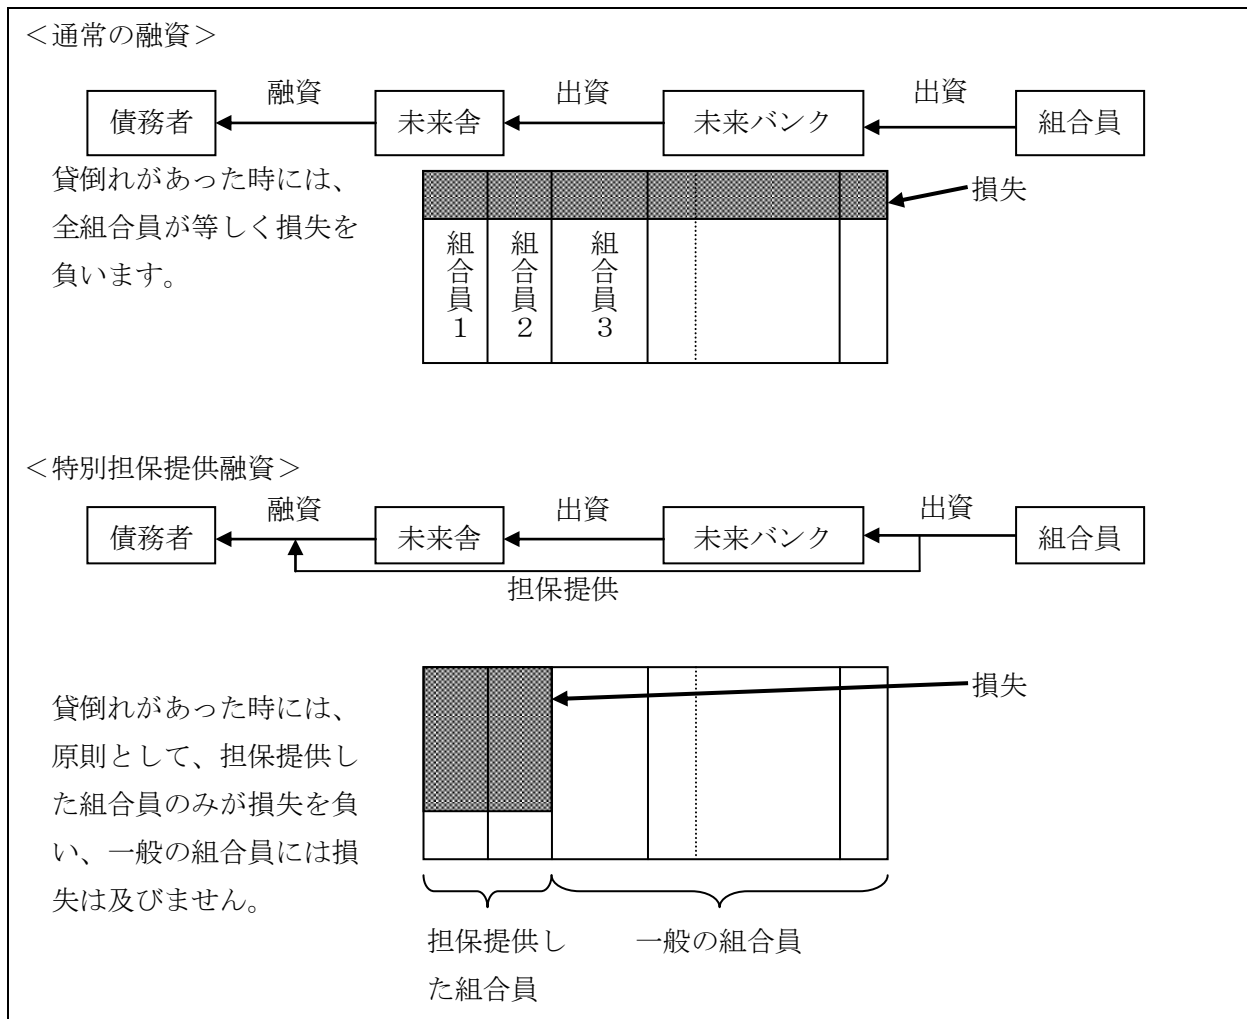 ＜通常の融資＞
融資
出資
出資
債務者
未来舎
未来バンク
組合員
貸倒れがあった時には、
全組合員が等しく損失を
負います。
損失
組合員１
組合員２
組合員３
＜特別担保提供融資＞
融資
出資
出資
債務者
未来舎
未来バンク
組合員
担保提供
貸倒れがあった時には、
原則として、担保提供し
た組合員のみが損失を負
い、一般の組合員には損
失は及びません。
損失
担保提供し
た組合員
一般の組合員